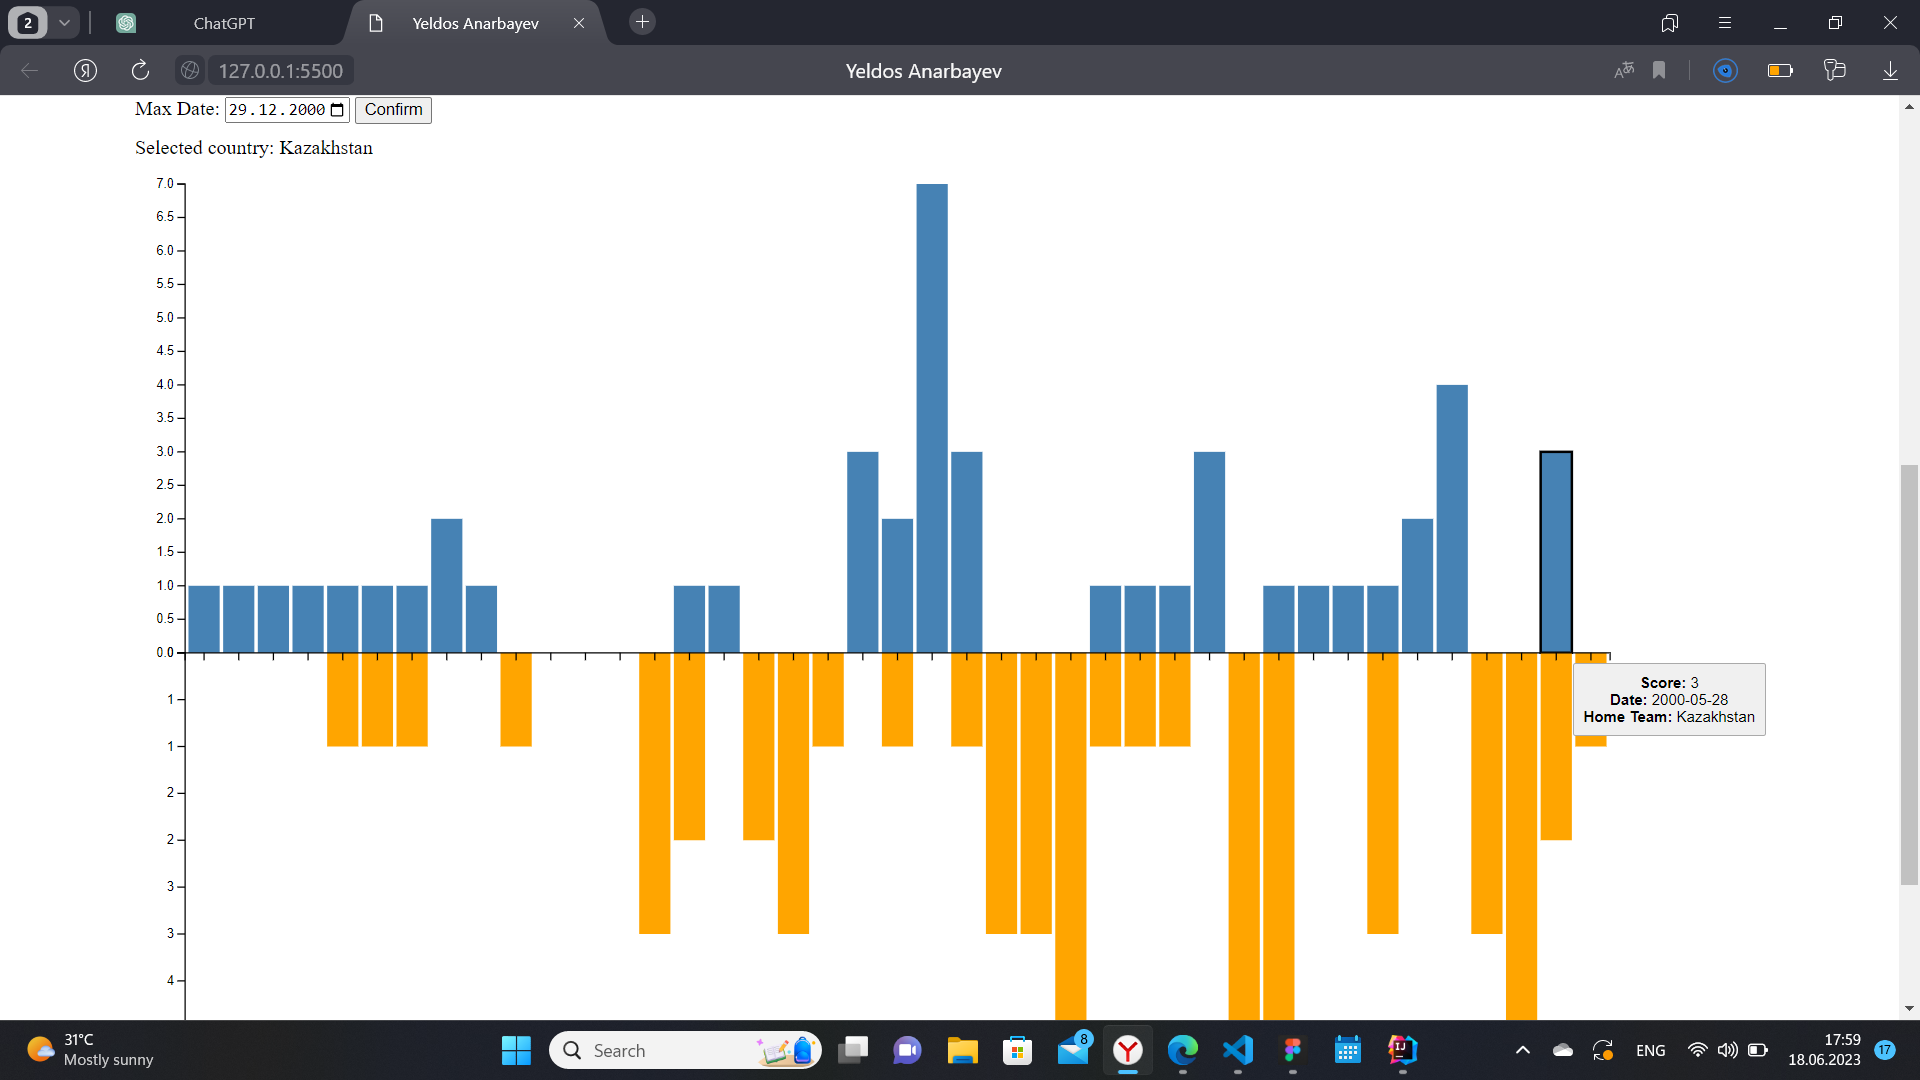 2
ChatGPT
Yeldos Anarbayev
127.0.0.1:5500
Yeldos Anarbayev
Max Date: 29.12.2000 Confirm
Selected country: Kazakhstan
7.0
6.5
6.0
5.5
5.0
4.5
4.0
3.5
3.0
2.5
2.0
1.5
1.0
0.5
0.0
1
1
2
2
3
3
4
Score: 3
Date: 2000-05-28
Home Team: Kazakhstan
31°C
Mostly sunny
Search
8
ENG
17:59
18.06.2023
17